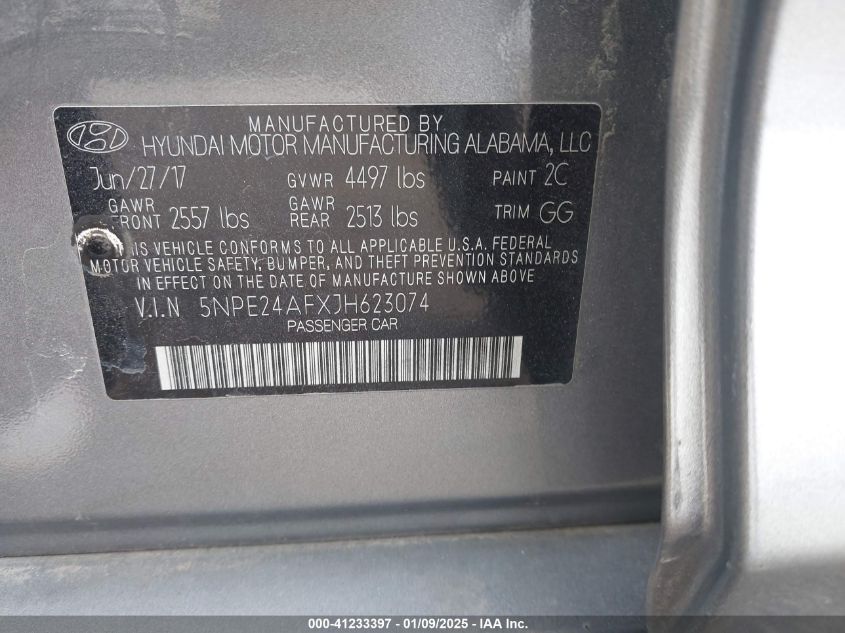 MANUFACTURED BY
HYUNDAI MOTOR MANUFACTURING ALABAMA, LLC
Jun/27/17 GVWR 4497 lbs PAINT 2C
GAWR FRONT 2557 lbs GAWR REAR 2513 lbs TRIM GG
THIS VEHICLE CONFORMS TO ALL APPLICABLE U.S.A. FEDERAL
MOTOR VEHICLE SAFETY, BUMPER, AND THEFT PREVENTION STANDARDS
IN EFFECT ON THE DATE OF MANUFACTURE SHOWN ABOVE.
V.I.N 5NPE24AFXJH623074
PASSENGER CAR
000-41233397 - 01/09/2025 - IAA Inc.